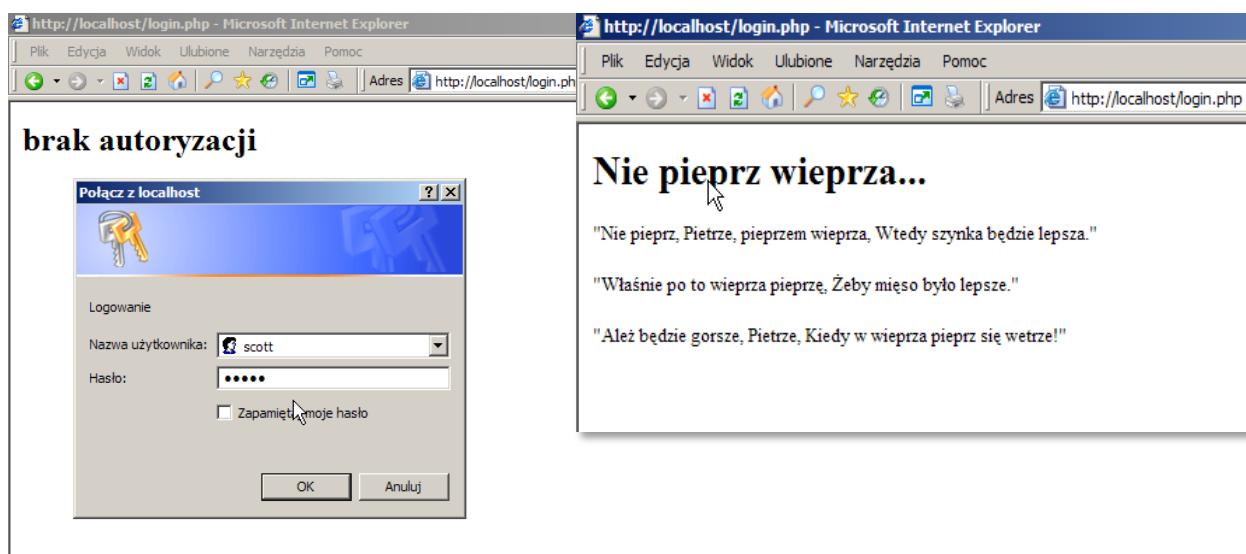 http://localhost/login.php - Microsoft Internet Explorer
Plik Edycja Widok Ulubione Narzędzia Pomoc
Adres http://localhost/login.ph
brak autoryzacji
Połącz z localhost
Logowanie
Nazwa użytkownika: scott
Hasło: •••••
moje hasło
OK Anuluj
http://localhost/login.php - Microsoft Internet Explorer
Plik Edycja Widok Ulubione Narzędzia Pomoc
Adres http://localhost/login.php
Nie pieprz wieprza...
"Nie pieprz, Pietrze, pieprzem wieprza, Wtedy szynka będzie lepsza."
"Właśnie po to wieprza pieprzę, Żeby mięso było lepsze."
"Ależ będzie gorsze, Pietrze, Kiedy w wieprza pieprz się wetrze!"